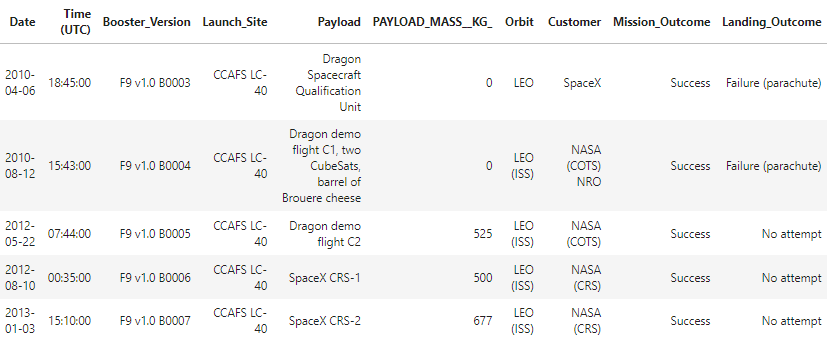 Date Time (UTC) Booster_Version Launch_Site Payload PAYLOAD_MASS__KG_ Orbit Customer Mission_Outcome Landing_Outcome
2010-04-06 18:45:00 F9 v1.0 B0003 CCAFS LC-40 Dragon Spacecraft Qualification Unit 0 LEO SpaceX Success Failure (parachute)
2010-08-12 15:43:00 F9 v1.0 B0004 CCAFS LC-40 Dragon demo flight C1, two CubeSats, barrel of Brouere cheese 0 LEO (ISS) NASA (COTS) NRO Success Failure (parachute)
2012-05-22 07:44:00 F9 v1.0 B0005 CCAFS LC-40 Dragon demo flight C2 525 LEO (ISS) NASA (COTS) Success No attempt
2012-08-10 00:35:00 F9 v1.0 B0006 CCAFS LC-40 SpaceX CRS-1 500 LEO (ISS) NASA (CRS) Success No attempt
2013-01-03 15:10:00 F9 v1.0 B0007 CCAFS LC-40 SpaceX CRS-2 677 LEO (ISS) NASA (CRS) Success No attempt